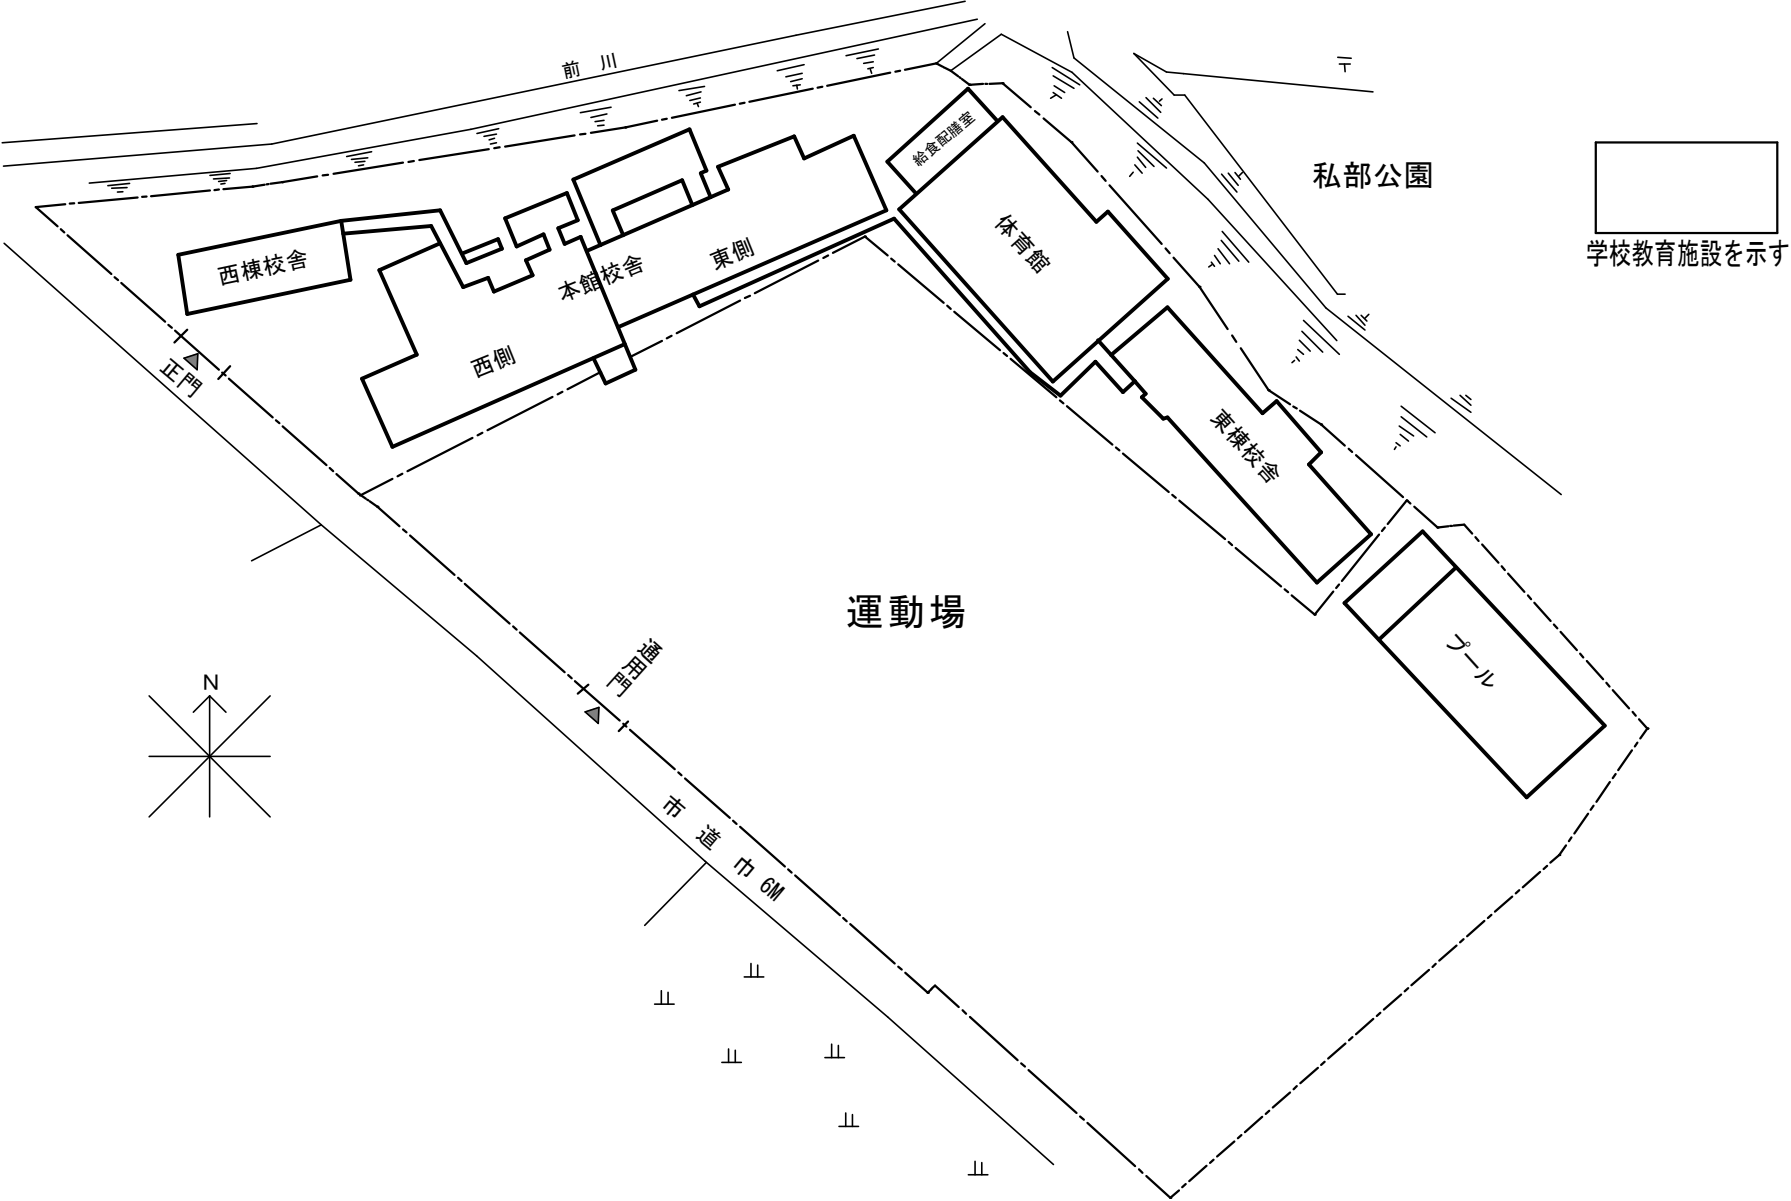 前川
給食配膳室
私部公園
学校教育施設を示す
体育館
西棟校舎
本館校舎
東側
西側
正門
東棟校舎
運動場
プール
通用門
N
市道巾6M